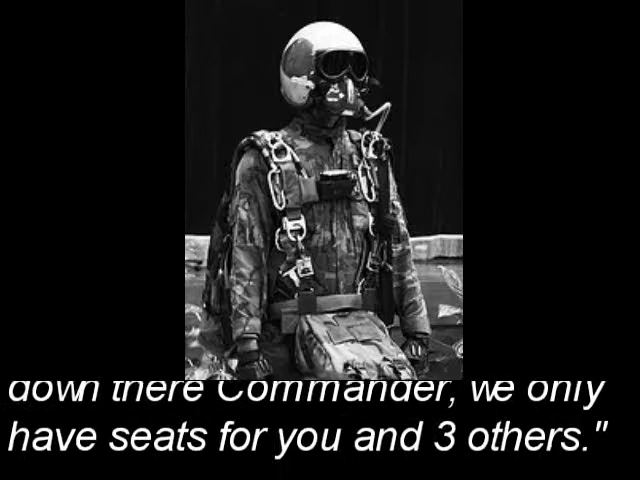 down there Commander, we only
have seats for you and 3 others."